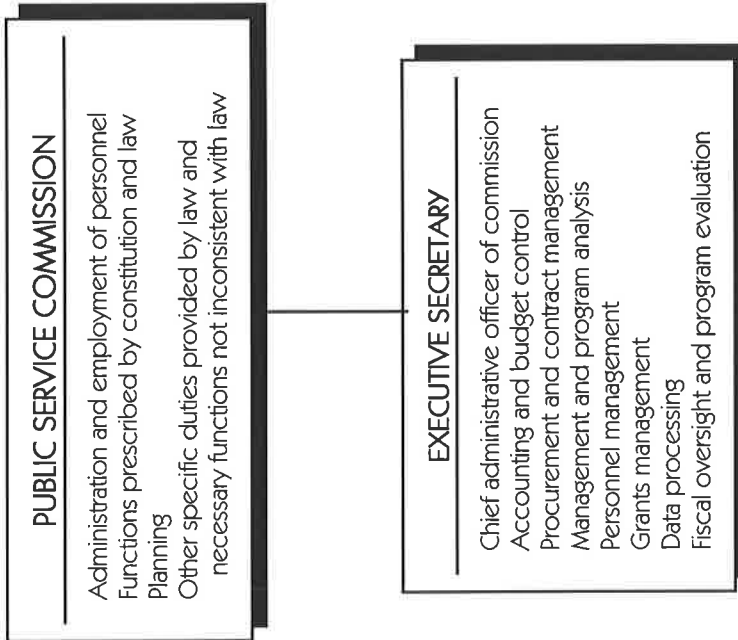 PUBLIC SERVICE COMMISSION
Administration and employment of personnel
Functions prescribed by constitution and law
Planning
Other specific duties provided by law and
necessary functions not inconsistent with law
EXECUTIVE SECRETARY
Chief administrative officer of commission
Accounting and budget control
Procurement and contract management
Management and program analysis
Personnel management
Grants management
Data processing
Fiscal oversight and program evaluation